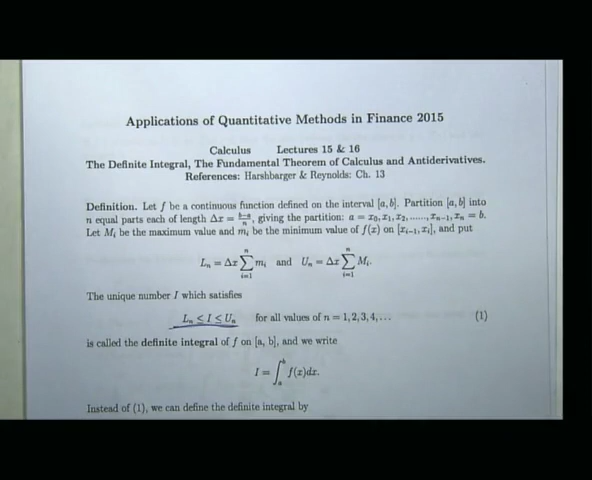 Applications of Quantitative Methods in Finance 2015
Calculus Lectures 15 & 16
The Definite Integral, The Fundamental Theorem of Calculus and Antiderivatives.
References: Harshbarger & Reynolds: Ch. 13
Definition. Let f be a continuous function defined on the interval [a, b]. Partition [a, b] into
n equal parts each of length Δx = (b−a)/n, giving the partition: a = x₀, x₁, x₂, ......, xₙ₋₁, xₙ = b.
Let Mᵢ be the maximum value and mᵢ be the minimum value of f(x) on [xᵢ₋₁, xᵢ], and put
Lₙ = Δx ∑ᵢ₌₁ⁿ mᵢ and Uₙ = Δx ∑ᵢ₌₁ⁿ Mᵢ.
The unique number I which satisfies
Lₙ ≤ I ≤ Uₙ for all values of n = 1, 2, 3, 4, ... (1)
is called the definite integral of f on [a, b], and we write
I = ∫ₐᵇ f(x)dx.
Instead of (1), we can define the definite integral by